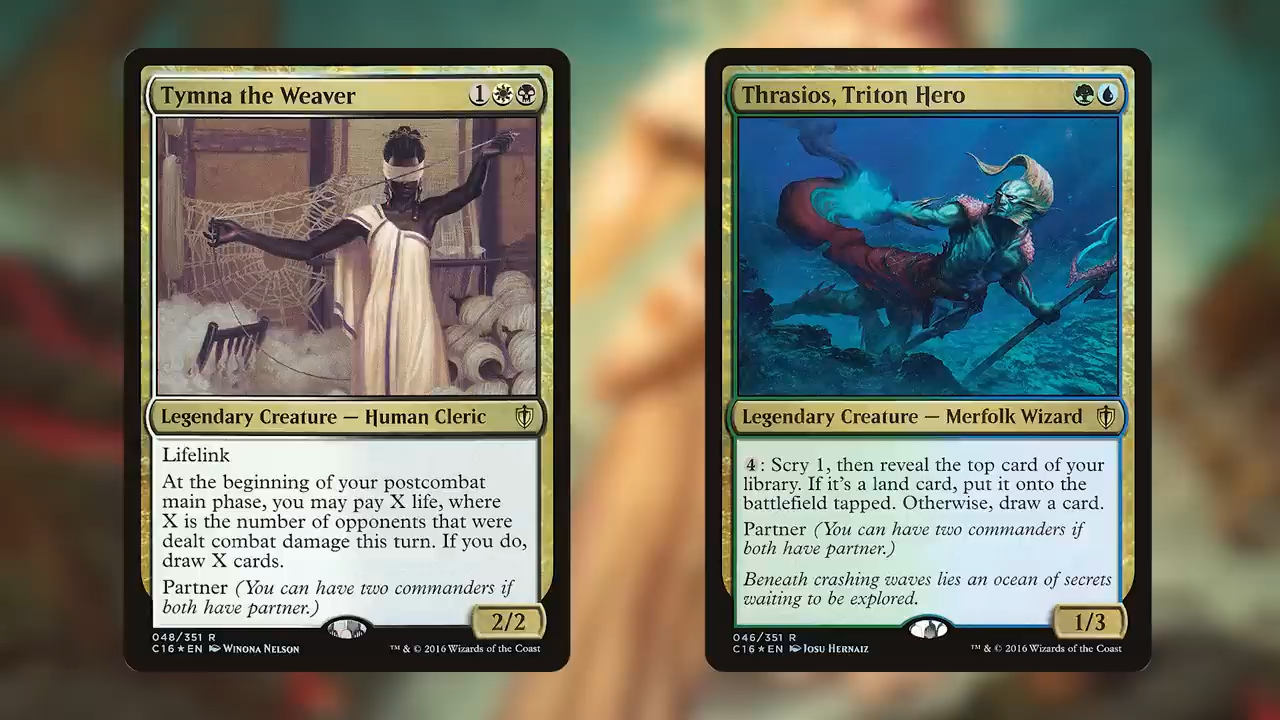 Tymna the Weaver 1
Legendary Creature — Human Cleric
Lifelink
At the beginning of your postcombat
main phase, you may pay X life, where
X is the number of opponents that were
dealt combat damage this turn. If you do,
draw X cards.
Partner (You can have two commanders if
both have partner.)
2/2
048/351 R
C16★EN Winona Nelson ™ & © 2016 Wizards of the Coast
Thrasios, Triton Hero
Legendary Creature — Merfolk Wizard
4: Scry 1, then reveal the top card of your
library. If it's a land card, put it onto the
battlefield tapped. Otherwise, draw a card.
Partner (You can have two commanders if
both have partner.)
Beneath crashing waves lies an ocean of secrets
waiting to be explored.
1/3
046/351 R
C16★EN Josu Hernaiz ™ & © 2016 Wizards of the Coast